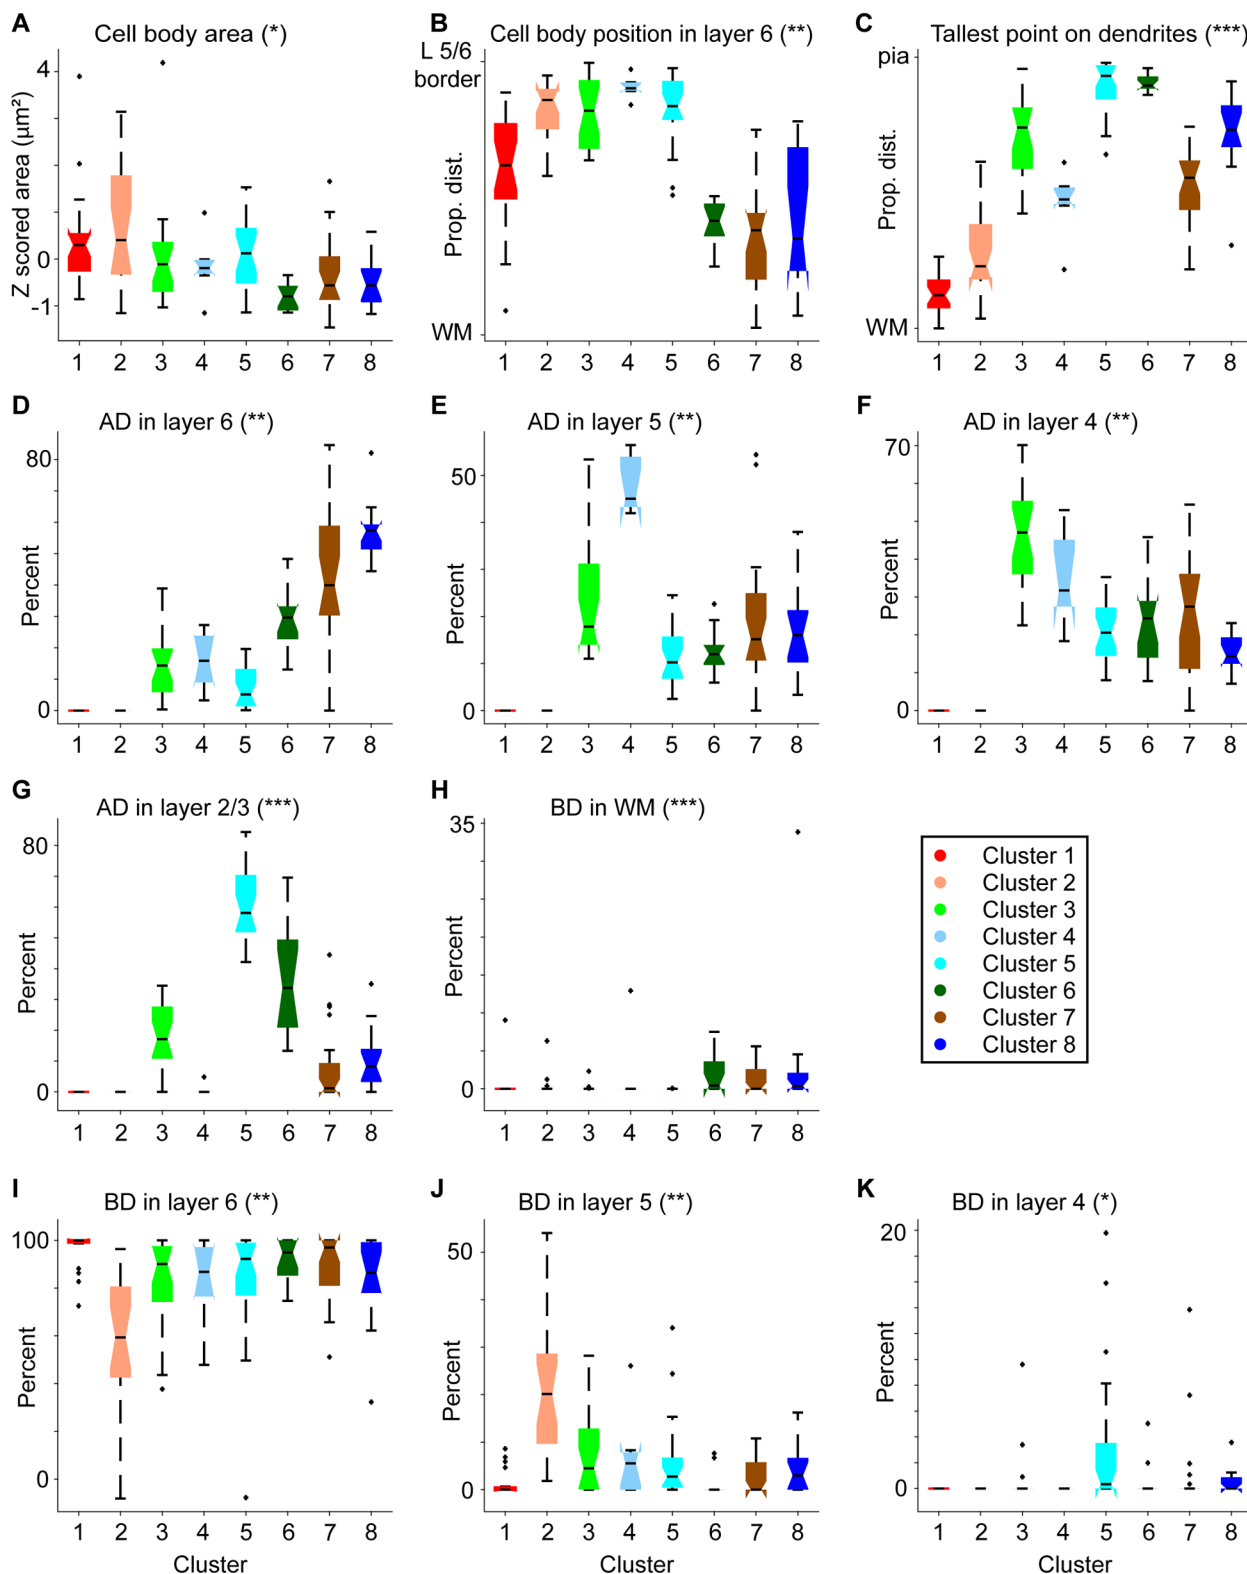 A
Cell body area (*)
Z scored area (µm²)
4
0
-1
1 2 3 4 5 6 7 8
B
Cell body position in layer 6 (**)
L 5/6
border
Prop. dist.
WM
1 2 3 4 5 6 7 8
C
Tallest point on dendrites (***)
pia
Prop. dist.
WM
1 2 3 4 5 6 7 8
D
AD in layer 6 (**)
80
Percent
0
1 2 3 4 5 6 7 8
E
AD in layer 5 (**)
50
Percent
0
1 2 3 4 5 6 7 8
F
AD in layer 4 (**)
70
Percent
0
1 2 3 4 5 6 7 8
G
AD in layer 2/3 (***)
80
Percent
0
1 2 3 4 5 6 7 8
H
BD in WM (***)
35
Percent
0
1 2 3 4 5 6 7 8
Cluster 1
Cluster 2
Cluster 3
Cluster 4
Cluster 5
Cluster 6
Cluster 7
Cluster 8
I
BD in layer 6 (**)
100
Percent
0
1 2 3 4 5 6 7 8
Cluster
J
BD in layer 5 (**)
50
Percent
0
1 2 3 4 5 6 7 8
K
BD in layer 4 (*)
20
Percent
0
1 2 3 4 5 6 7 8
Cluster